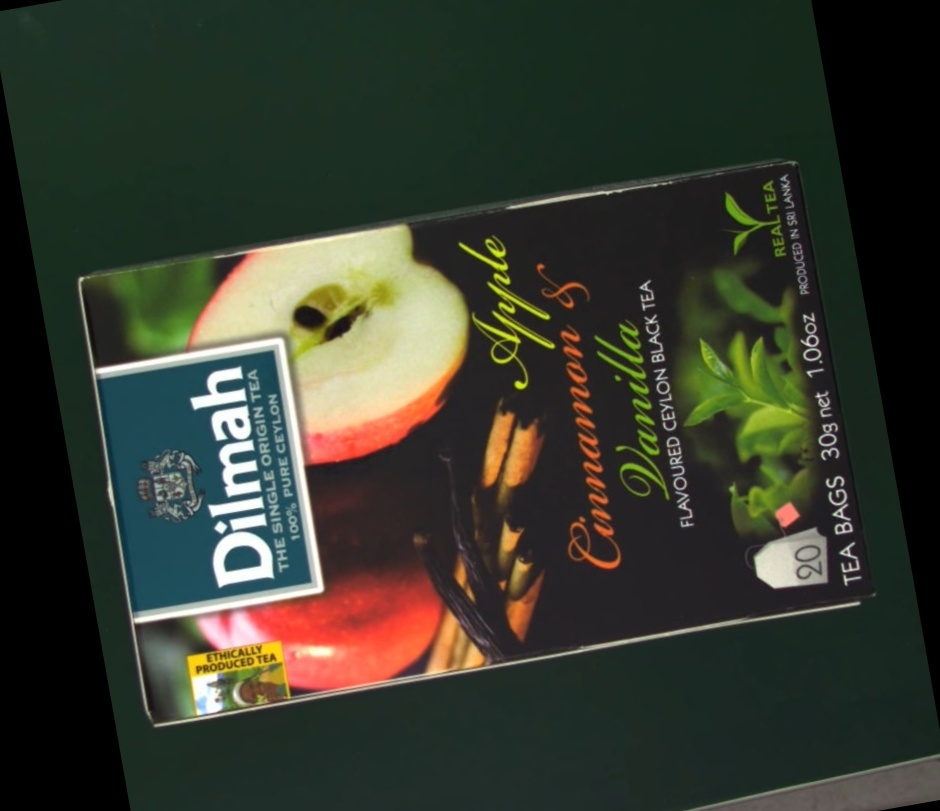 Dilmah
THE SINGLE ORIGIN TEA
100% PURE CEYLON
ETHICALLY
PRODUCED TEA
Apple
Cinnamon &
Vanilla
FLAVOURED CEYLON BLACK TEA
REAL TEA
PRODUCED IN SRI LANKA
20
TEA BAGS 30g net 1.06oz